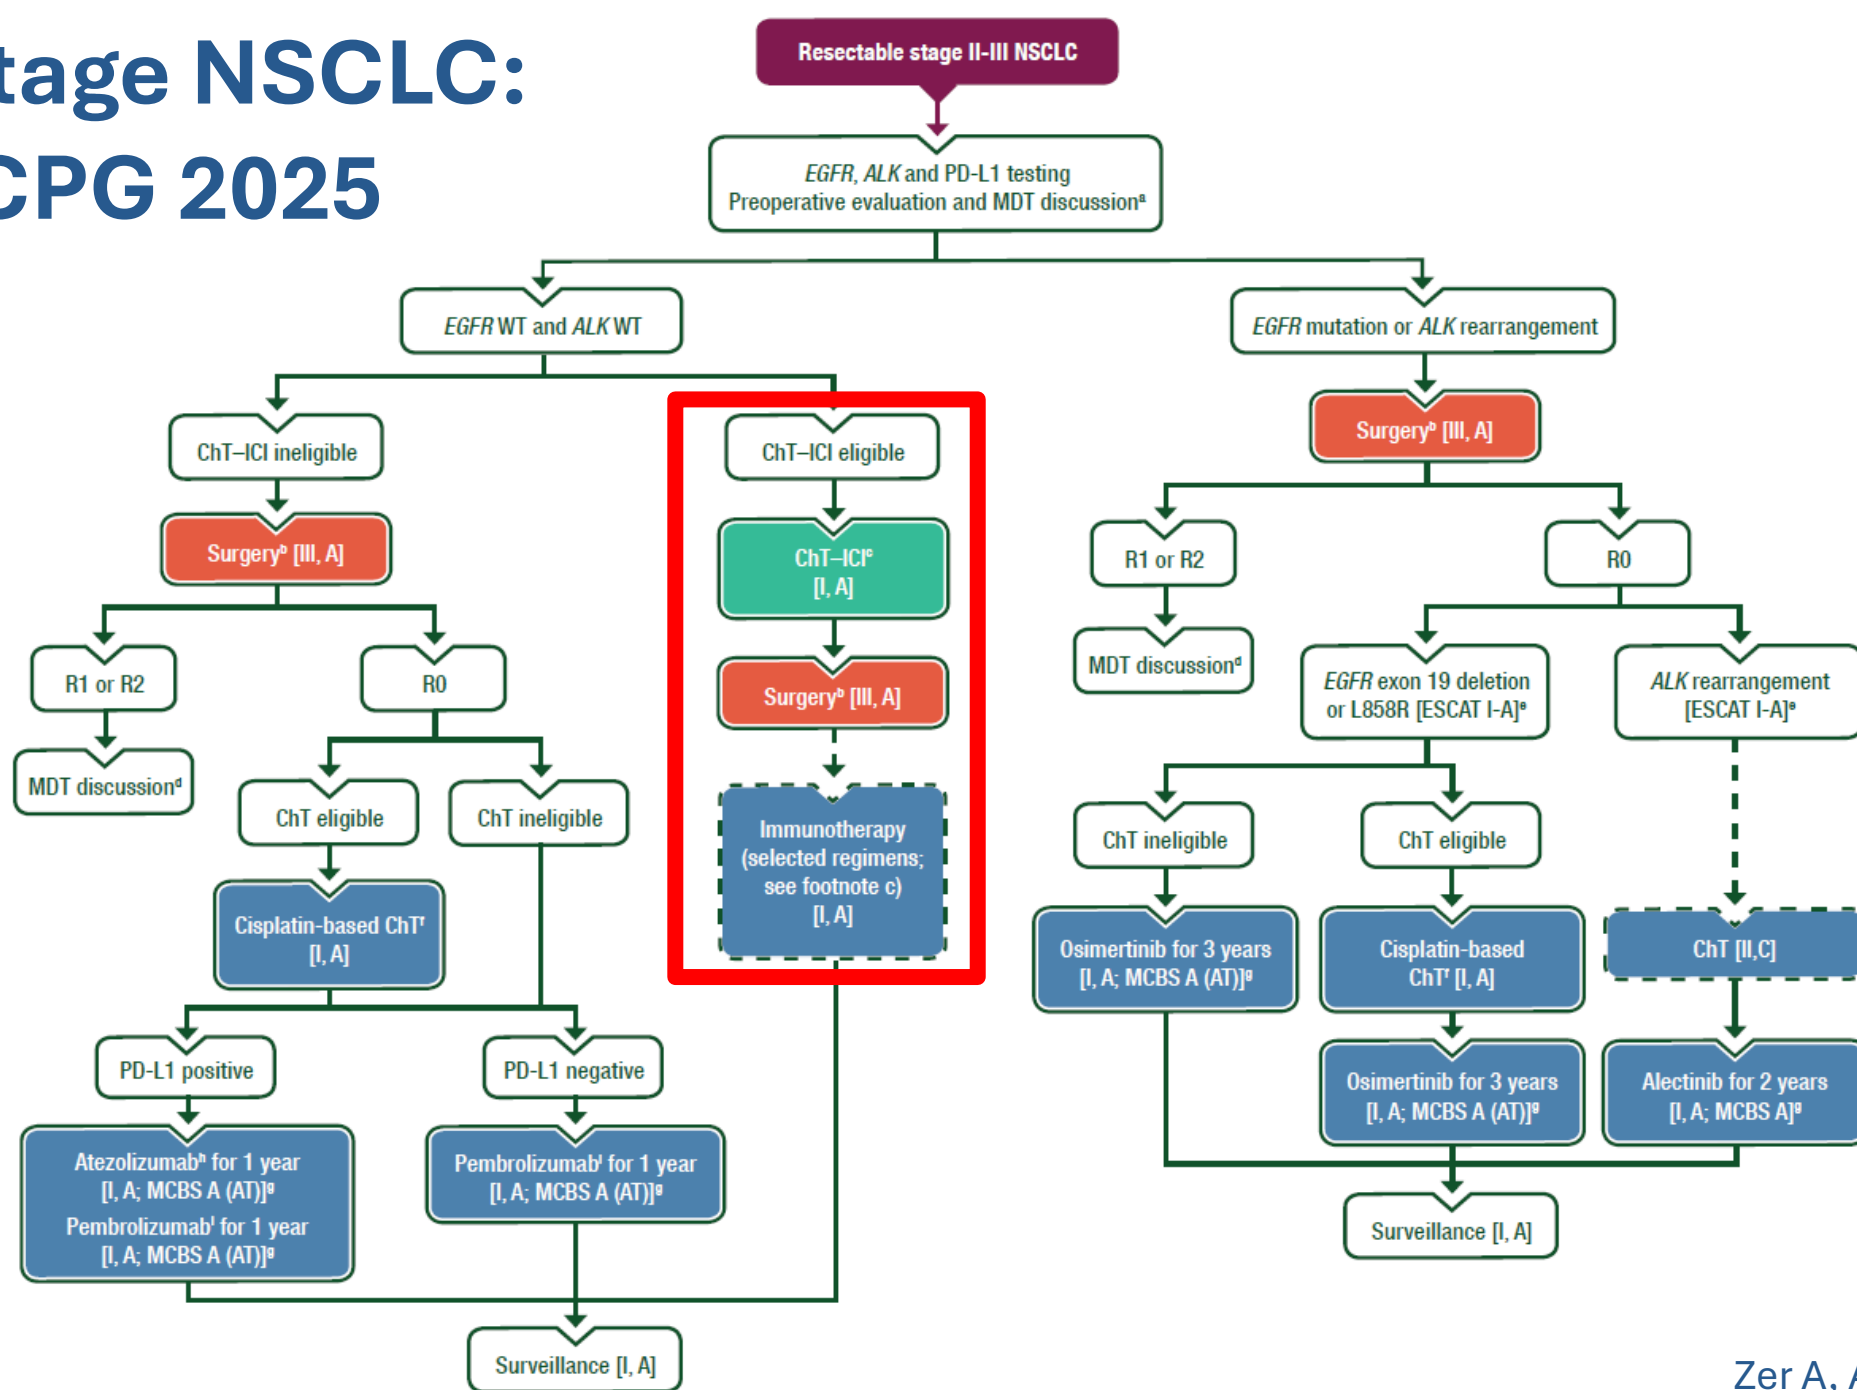 tage NSCLC:
CPG 2025
Resectable stage II-III NSCLC
EGFR, ALK and PD-L1 testing
Preoperative evaluation and MDT discussionᵃ
EGFR WT and ALK WT
EGFR mutation or ALK rearrangement
ChT–ICI ineligible
ChT–ICI eligible
Surgeryᵇ [III, A]
Surgeryᵇ [III, A]
ChT–ICIᶜ
[I, A]
R1 or R2
R0
R1 or R2
R0
Surgeryᵇ [III, A]
MDT discussionᵈ
EGFR exon 19 deletion
or L858R [ESCAT I-A]ᵉ
ALK rearrangement
[ESCAT I-A]ᵉ
MDT discussionᵈ
ChT eligible
ChT ineligible
Immunotherapy
(selected regimens;
see footnote c)
[I, A]
ChT ineligible
ChT eligible
Cisplatin-based ChTᶠ
[I, A]
Osimertinib for 3 years
[I, A; MCBS A (AT)]ᵍ
Cisplatin-based
ChTᶠ [I, A]
ChT [II,C]
PD-L1 positive
PD-L1 negative
Osimertinib for 3 years
[I, A; MCBS A (AT)]ᵍ
Alectinib for 2 years
[I, A; MCBS A]ᵍ
Atezolizumabʰ for 1 year
[I, A; MCBS A (AT)]ᵍ
Pembrolizumabⁱ for 1 year
[I, A; MCBS A (AT)]ᵍ
Pembrolizumabⁱ for 1 year
[I, A; MCBS A (AT)]ᵍ
Surveillance [I, A]
Surveillance [I, A]
Zer A, A